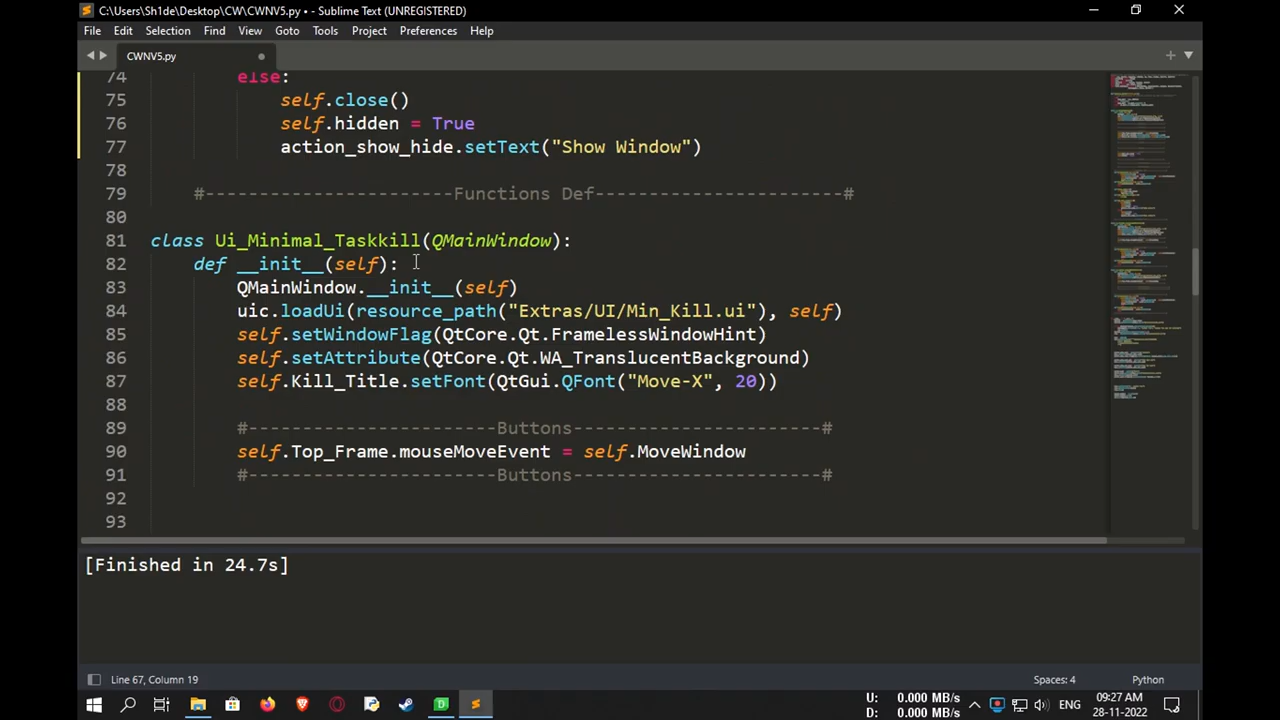 C:\Users\Sh1de\Desktop\CW\CWNV5.py • - Sublime Text (UNREGISTERED)
File Edit Selection Find View Goto Tools Project Preferences Help
CWNV5.py
74 else:
75 self.close()
76 self.hidden = True
77 action_show_hide.setText("Show Window")
78
79 #-----------------------Functions Def-----------------------#
80
81 class Ui_Minimal_Taskkill(QMainWindow):
82 def __init__(self):
83 QMainWindow.__init__(self)
84 uic.loadUi(resource_path("Extras/UI/Min_Kill.ui"), self)
85 self.setWindowFlag(QtCore.Qt.FramelessWindowHint)
86 self.setAttribute(QtCore.Qt.WA_TranslucentBackground)
87 self.Kill_Title.setFont(QtGui.QFont("Move-X", 20))
88
89 #-----------------------Buttons-----------------------#
90 self.Top_Frame.mouseMoveEvent = self.MoveWindow
91 #-----------------------Buttons-----------------------#
92
93
[Finished in 24.7s]
Line 67, Column 19 Spaces: 4 Python
U: 0.000 MB/s
D: 0.000 MB/s
ENG
09:27 AM
28-11-2022